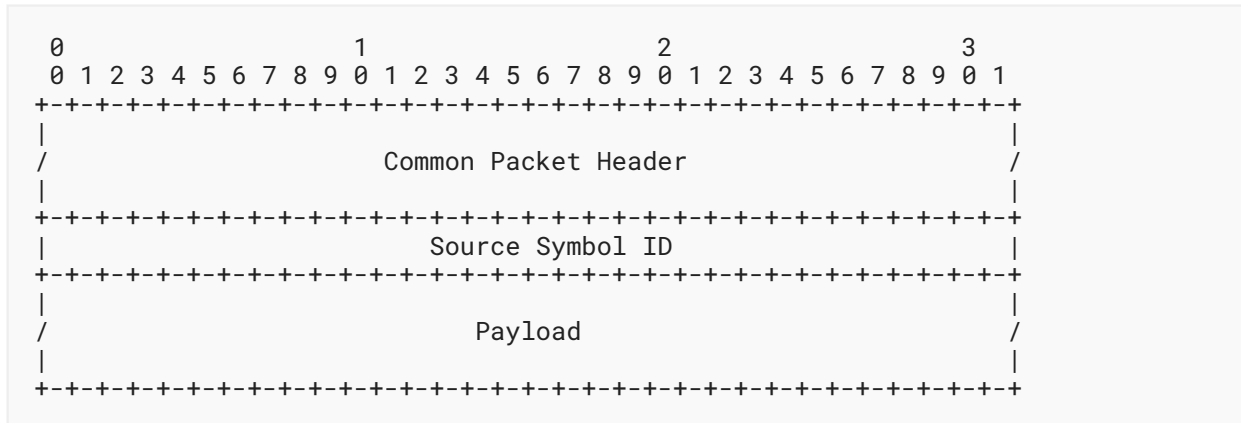 0                   1                   2                   3
 0 1 2 3 4 5 6 7 8 9 0 1 2 3 4 5 6 7 8 9 0 1 2 3 4 5 6 7 8 9 0 1
+-+-+-+-+-+-+-+-+-+-+-+-+-+-+-+-+-+-+-+-+-+-+-+-+-+-+-+-+-+-+-+-+
|                                                               |
/                      Common Packet Header                     /
|                                                               |
+-+-+-+-+-+-+-+-+-+-+-+-+-+-+-+-+-+-+-+-+-+-+-+-+-+-+-+-+-+-+-+-+
|                         Source Symbol ID                      |
+-+-+-+-+-+-+-+-+-+-+-+-+-+-+-+-+-+-+-+-+-+-+-+-+-+-+-+-+-+-+-+-+
|                                                               |
/                            Payload                            /
|                                                               |
+-+-+-+-+-+-+-+-+-+-+-+-+-+-+-+-+-+-+-+-+-+-+-+-+-+-+-+-+-+-+-+-+